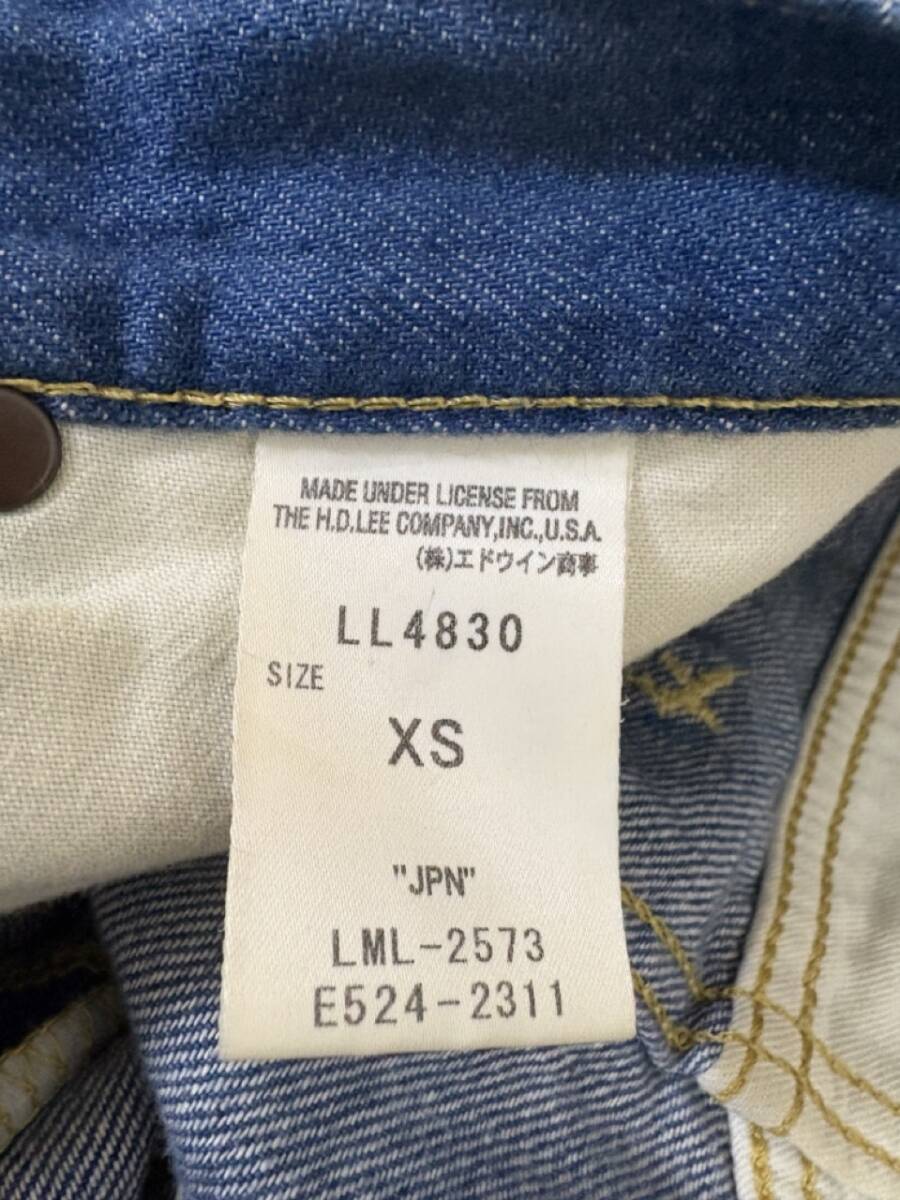 MADE UNDER LICENSE FROM
THE H.D.LEE COMPANY,INC.,U.S.A.
(株)エドウイン商事
LL4830
SIZE
XS
"JPN"
LML-2573
E524-2311